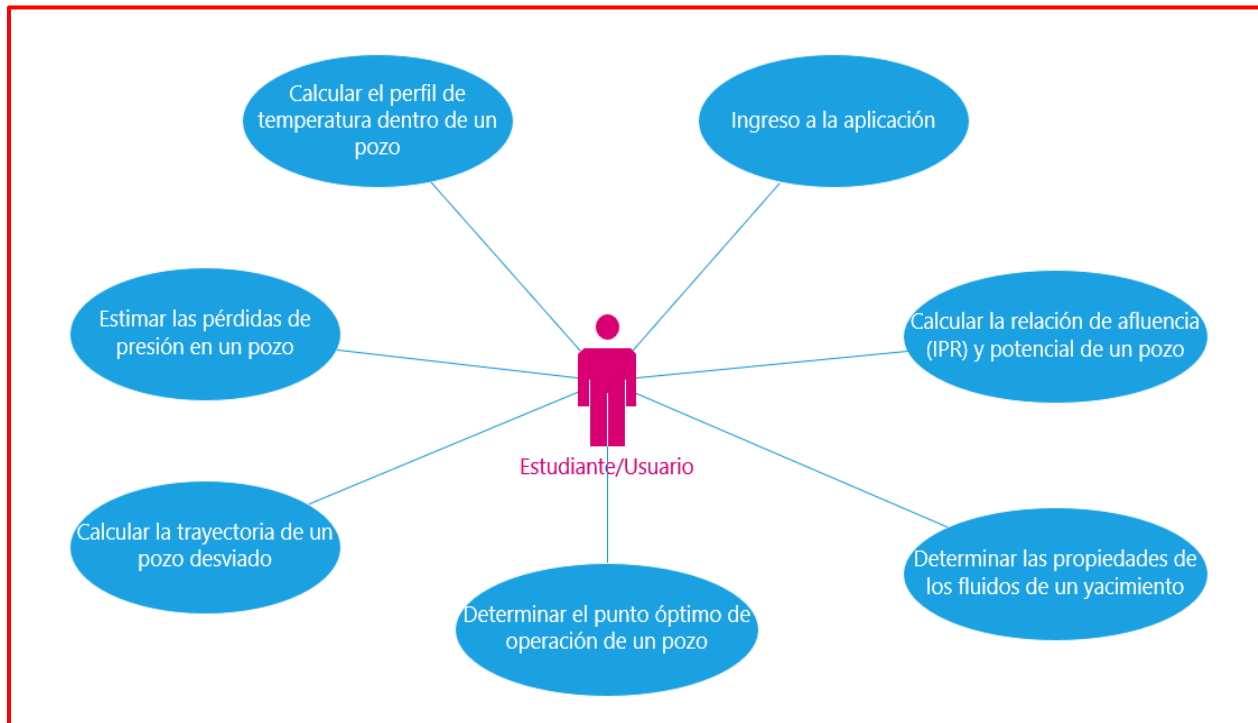 Calcular el perfil de
temperatura dentro de un
pozo
Ingreso a la aplicación
Estimar las pérdidas de
presión en un pozo
Calcular la relación de afluencia
(IPR) y potencial de un pozo
Estudiante/Usuario
Calcular la trayectoria de un
pozo desviado
Determinar las propiedades de
los fluidos de un yacimiento
Determinar el punto óptimo de
operación de un pozo